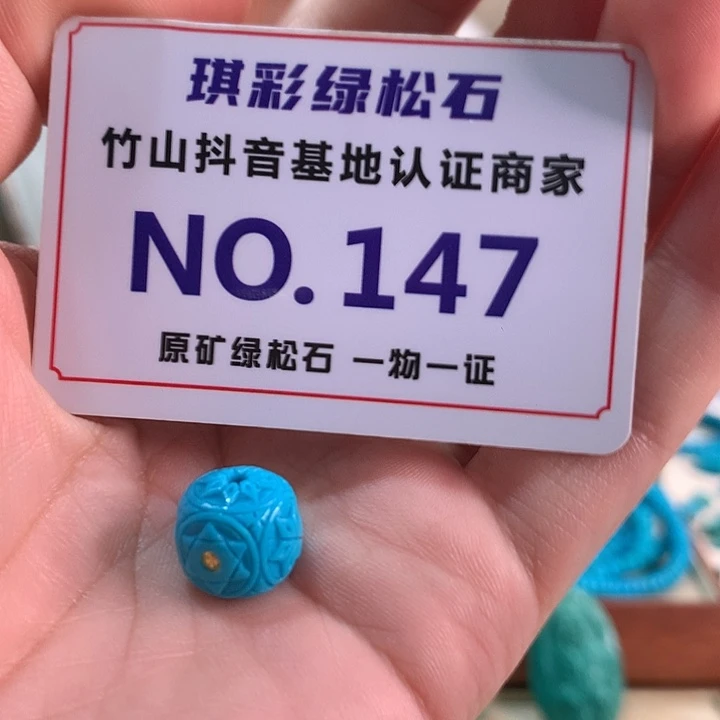 琪彩绿松石
竹山抖音基地认证商家
NO.147
原矿绿松石 一物一证